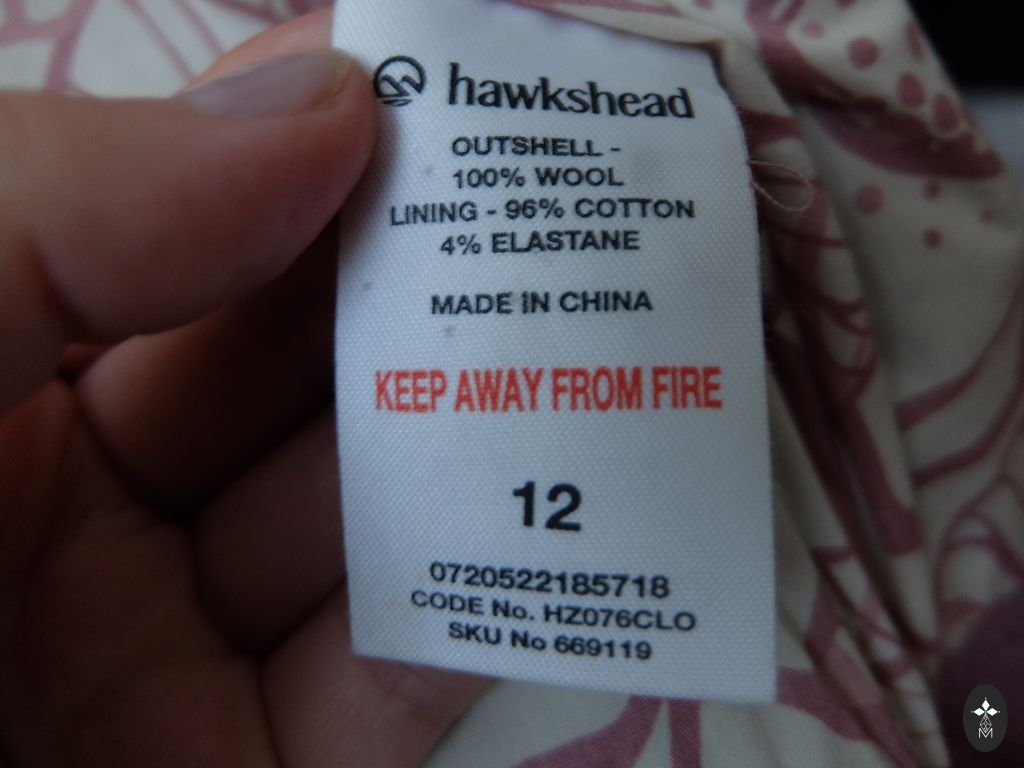 hawkshead
OUTSHELL -
100% WOOL
LINING - 96% COTTON
4% ELASTANE
MADE IN CHINA
KEEP AWAY FROM FIRE
12
0720522185718
CODE No. HZ076CLO
SKU No 669119
M